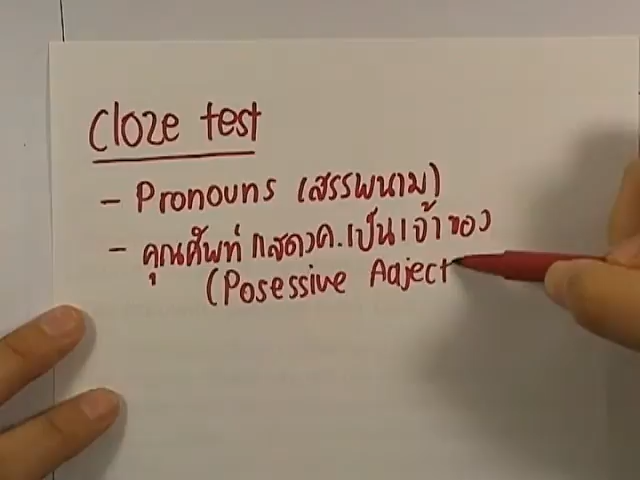 Cloze test
- Pronouns (สรรพนาม)
- คุณศัพท์ แสดงค.เป็นเจ้าของ
(Posessive Adject